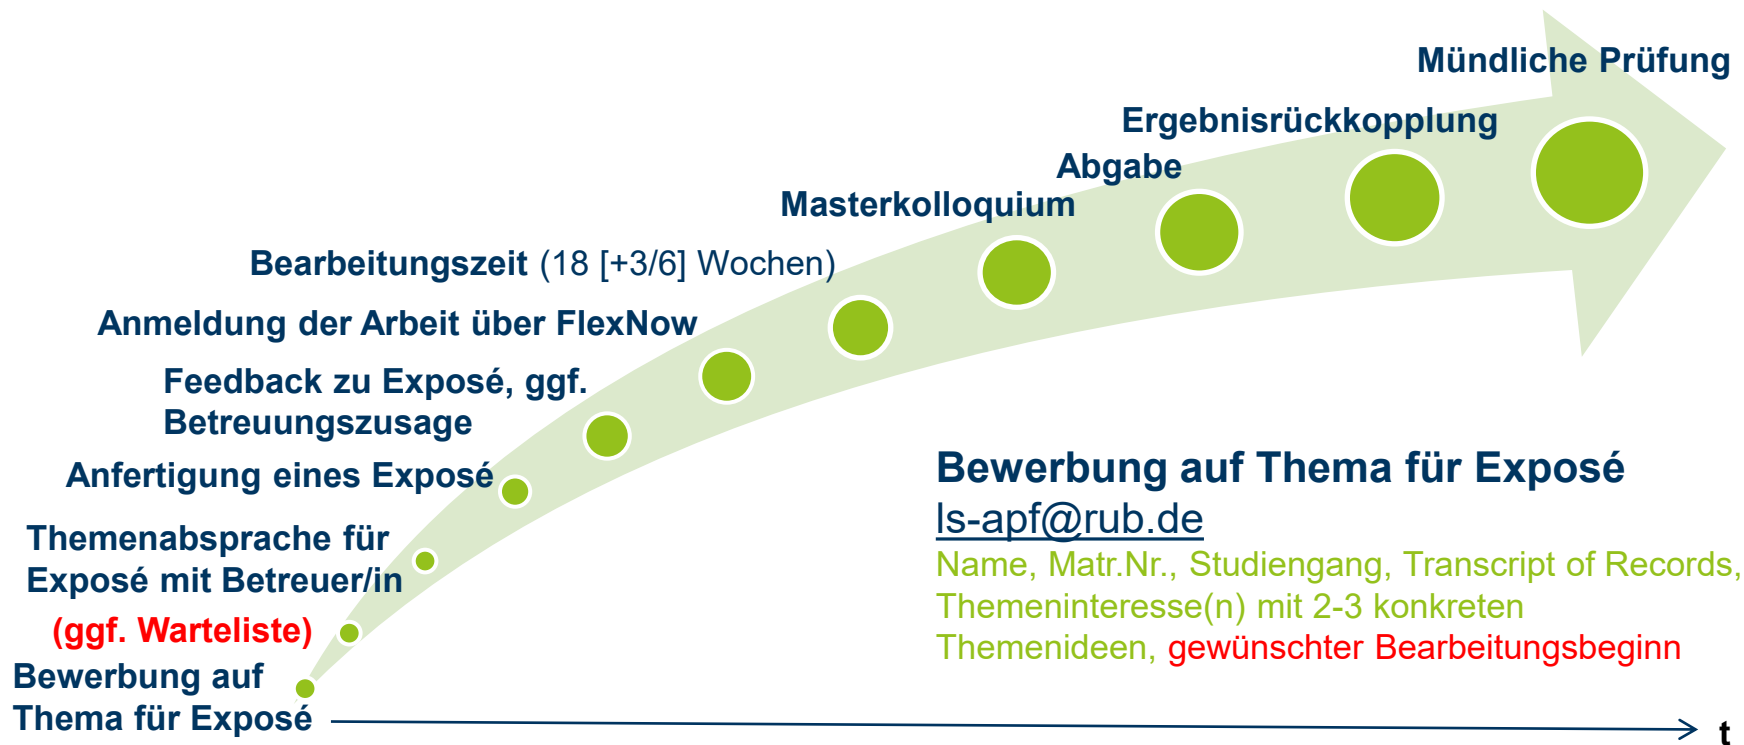 Mündliche Prüfung
Ergebnisrückkopplung
Abgabe
Masterkolloquium
Bearbeitungszeit (18 [+3/6] Wochen)
Anmeldung der Arbeit über FlexNow
Feedback zu Exposé, ggf.
Betreuungszusage
Anfertigung eines Exposé
Themenabsprache für
Exposé mit Betreuer/in
(ggf. Warteliste)
Bewerbung auf
Thema für Exposé
Bewerbung auf Thema für Exposé
ls-apf@rub.de
Name, Matr.Nr., Studiengang, Transcript of Records,
Themeninteresse(n) mit 2-3 konkreten
Themenideen, gewünschter Bearbeitungsbeginn
t